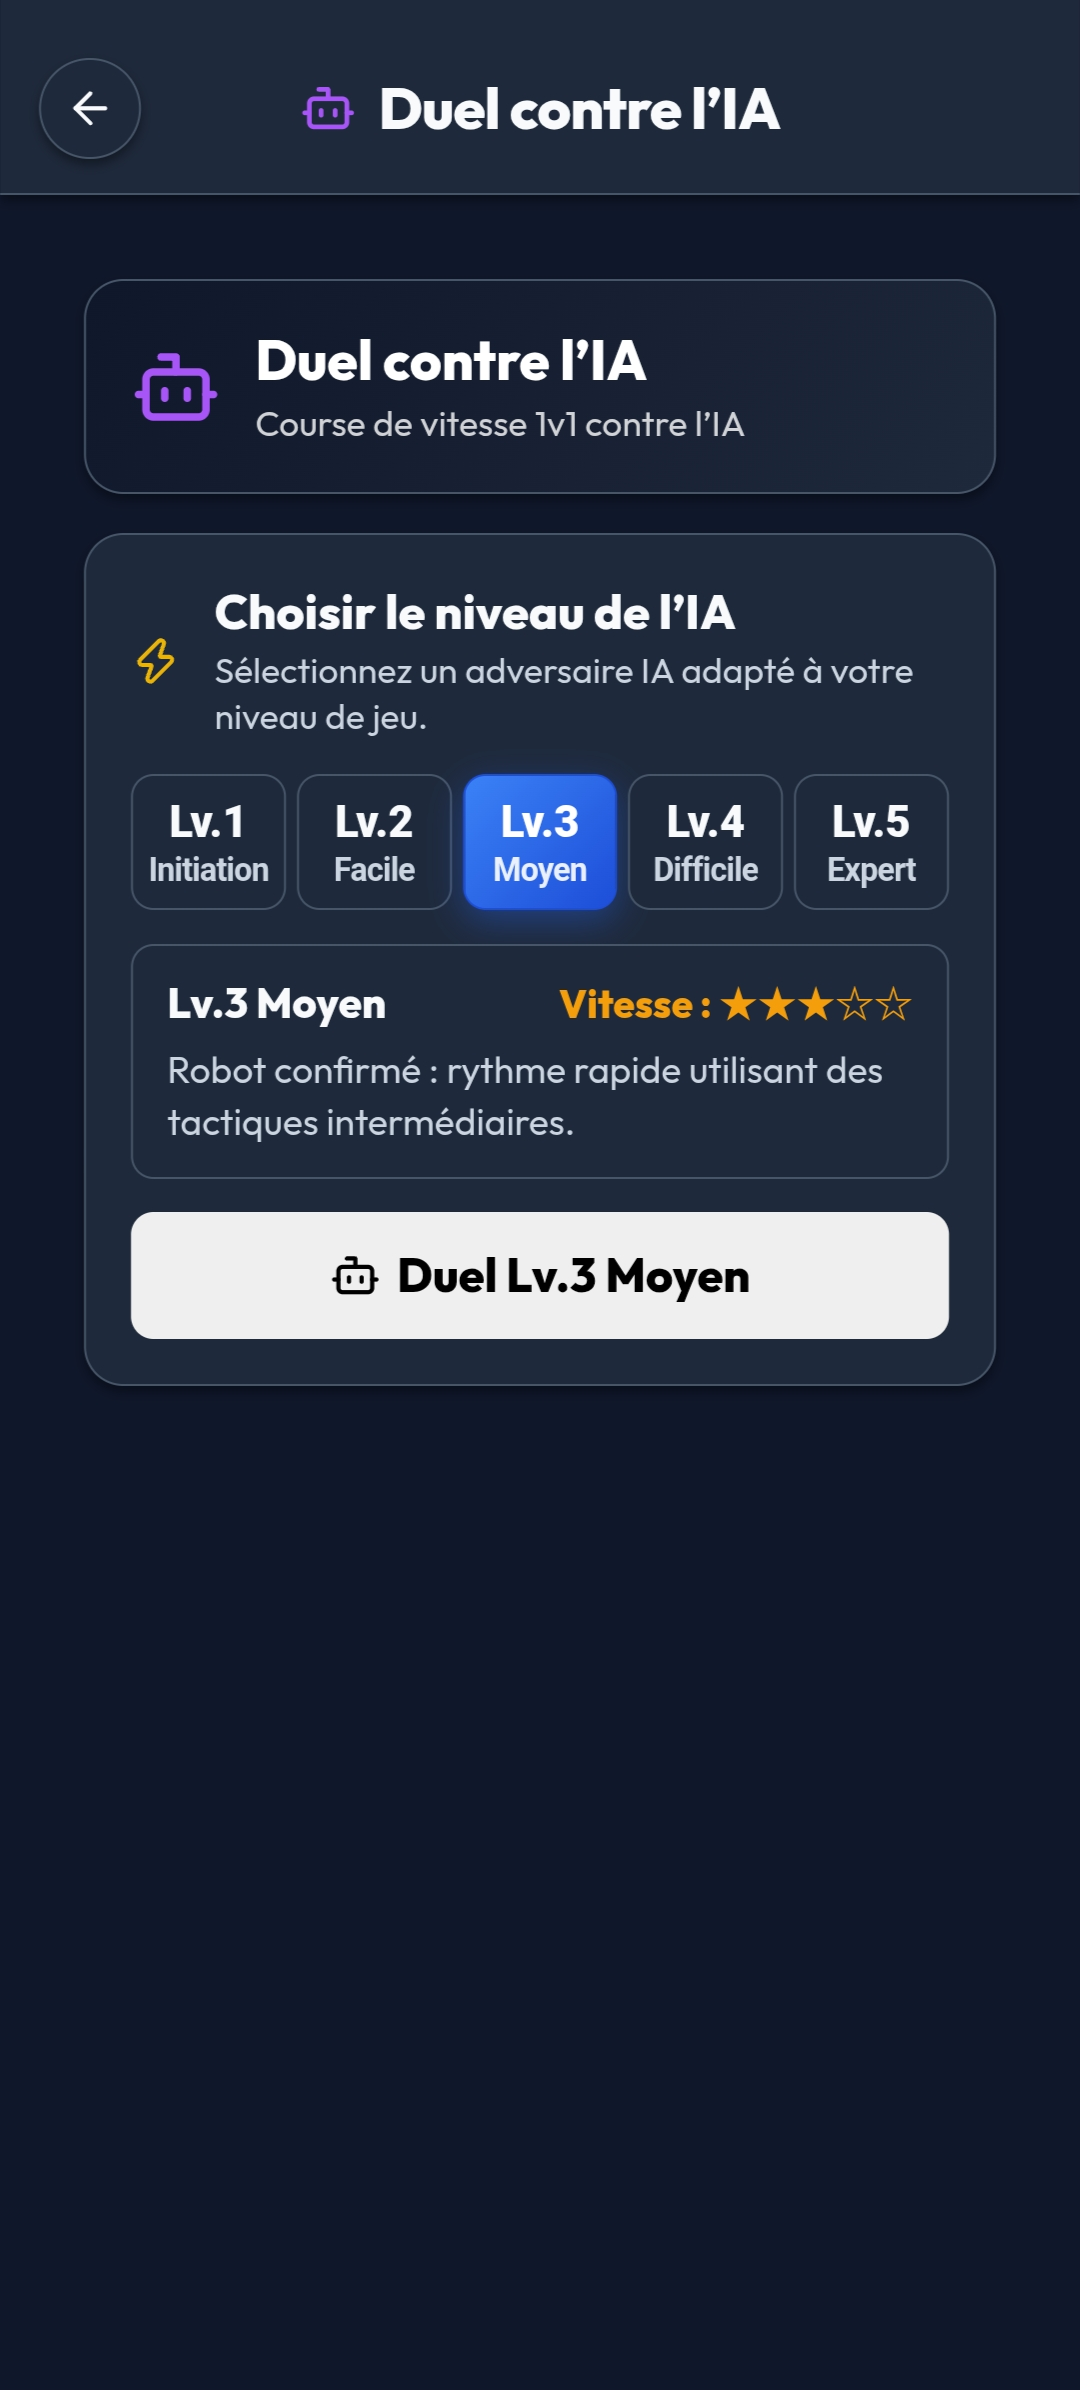 Duel contre l’IA
Duel contre l’IA
Course de vitesse 1v1 contre l’IA
Choisir le niveau de l’IA
Sélectionnez un adversaire IA adapté à votre
niveau de jeu.
Lv.1
Initiation
Lv.2
Facile
Lv.3
Moyen
Lv.4
Difficile
Lv.5
Expert
Lv.3 Moyen
Vitesse : ★★★☆☆
Robot confirmé : rythme rapide utilisant des
tactiques intermédiaires.
Duel Lv.3 Moyen